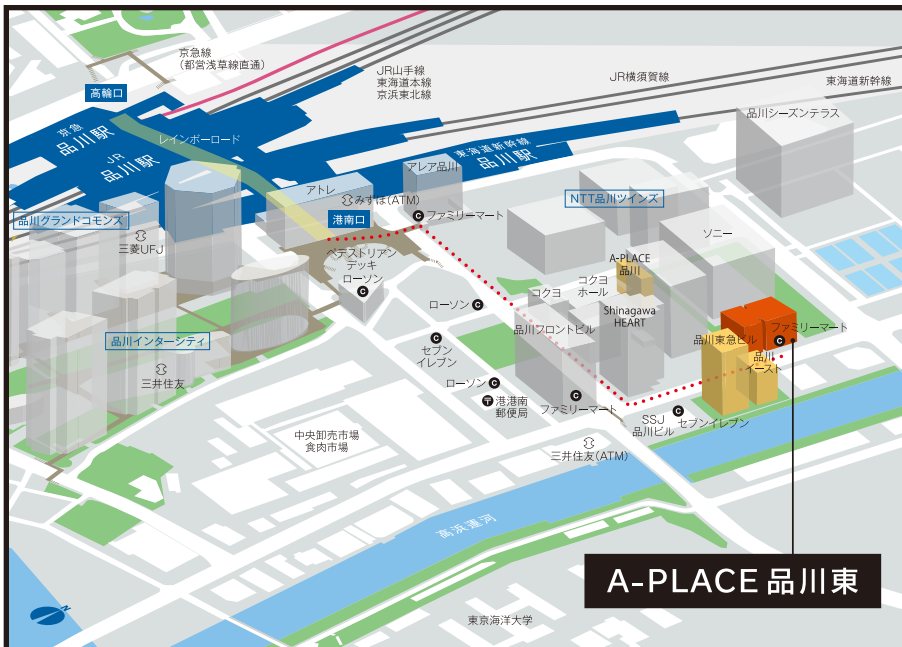 京急線
(都営浅草線直通)
JR山手線
東海道本線
京浜東北線
JR横須賀線
東海道新幹線
高輪口
品川シーズンテラス
京急
品川駅
レインボーロード
JR
品川駅
東海道新幹線
品川駅
アレア品川
アトレ
みずほ(ATM)
NTT品川ツインズ
品川グランドコモンズ
港南口
ファミリーマート
三菱UFJ
ソニー
ペデストリアン
デッキ
A-PLACE
品川
ローソン
コクヨ
コクヨ
ホール
ローソン
Shinagawa
HEART
品川フロントビル
ファミリーマート
品川東急ビル
品川インターシティ
セブン
イレブン
品川
イースト
三井住友
ローソン
港港南
郵便局
ファミリーマート
SSJ
品川ビル
セブンイレブン
中央卸売市場
食肉市場
三井住友(ATM)
高浜運河
A-PLACE 品川東
東京海洋大学
N